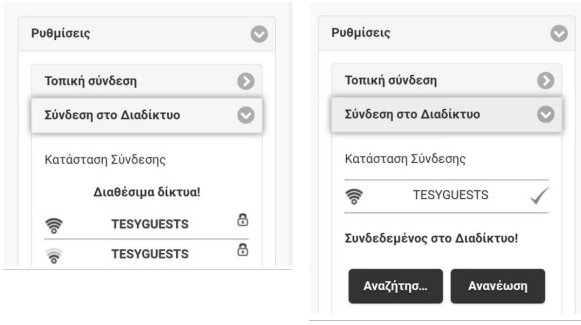 Ρυθμίσεις
Τοπική σύνδεση
Σύνδεση στο Διαδίκτυο
Κατάσταση Σύνδεσης
Διαθέσιμα δίκτυα!
TESYGUESTS
TESYGUESTS
Ρυθμίσεις
Τοπική σύνδεση
Σύνδεση στο Διαδίκτυο
Κατάσταση Σύνδεσης
TESYGUESTS
Συνδεδεμένος στο Διαδίκτυο!
Αναζήτησ... Ανανέωση